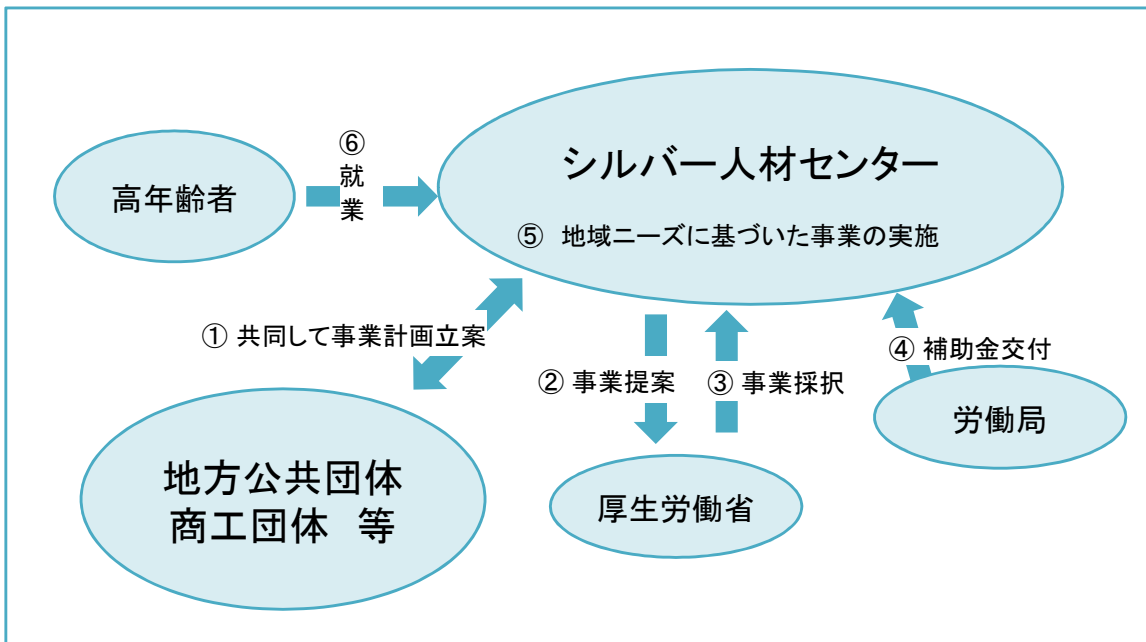 シルバー人材センター
⑤ 地域ニーズに基づいた事業の実施
高年齢者
⑥
就
業
① 共同して事業計画立案
② 事業提案
③ 事業採択
④ 補助金交付
労働局
地方公共団体
商工団体　等
厚生労働省